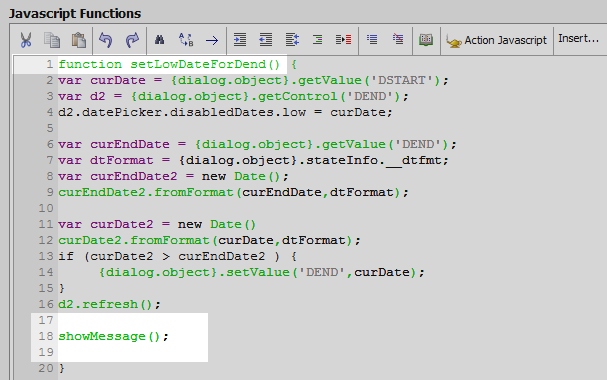 Javascript Functions
Action Javascript Insert...
1 function setLowDateForDend() {
2 var curDate = {dialog.object}.getValue('DSTART');
3 var d2 = {dialog.object}.getControl('DEND');
4 d2.datePicker.disabledDates.low = curDate;
5
6 var curEndDate = {dialog.object}.getValue('DEND');
7 var dtFormat = {dialog.object}.stateInfo.__dtfmt;
8 var curEndDate2 = new Date();
9 curEndDate2.fromFormat(curEndDate,dtFormat);
10
11 var curDate2 = new Date()
12 curDate2.fromFormat(curDate,dtFormat);
13 if (curDate2 > curEndDate2 ) {
14 {dialog.object}.setValue('DEND',curDate);
15 }
16 d2.refresh();
17
18 showMessage();
19
20 }